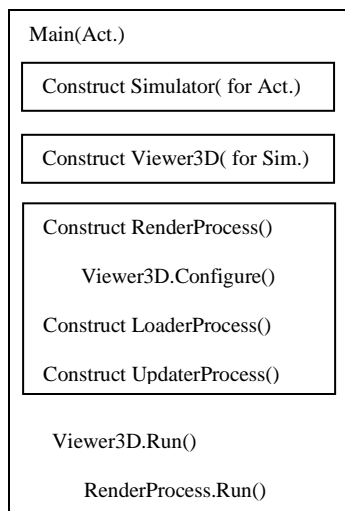 Main(Act.)
Construct Simulator( for Act.)
Construct Viewer3D( for Sim.)
Construct RenderProcess()
Viewer3D.Configure()
Construct LoaderProcess()
Construct UpdaterProcess()
Viewer3D.Run()
RenderProcess.Run()